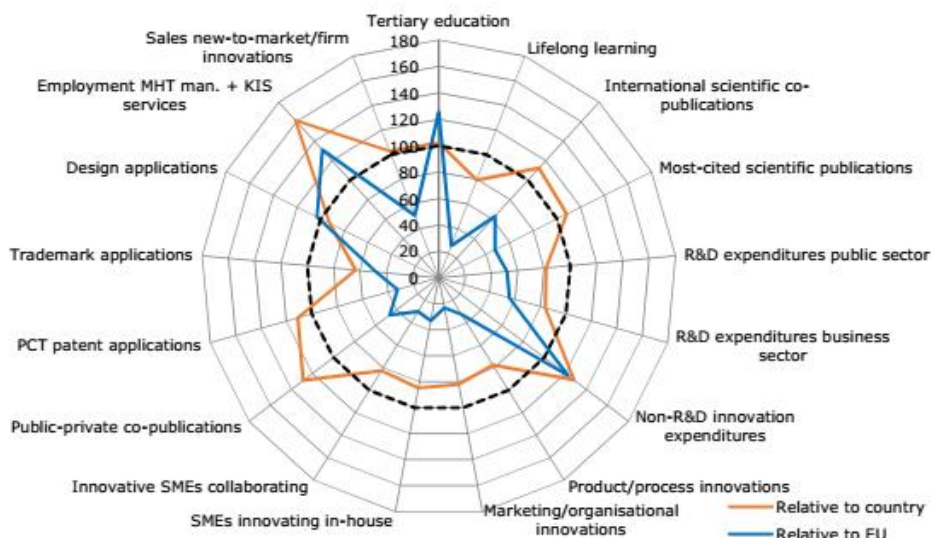 Tertiary education
Sales new-to-market/firm
innovations
Lifelong learning
Employment MHT man. + KIS
services
International scientific co-
publications
Design applications
Most-cited scientific publications
Trademark applications
R&D expenditures public sector
PCT patent applications
R&D expenditures business
sector
Public-private co-publications
Non-R&D innovation
expenditures
Innovative SMEs collaborating
Product/process innovations
SMEs innovating in-house
Marketing/organisational
innovations
180
160
140
120
100
80
60
40
20
0
Relative to country
Relative to EU